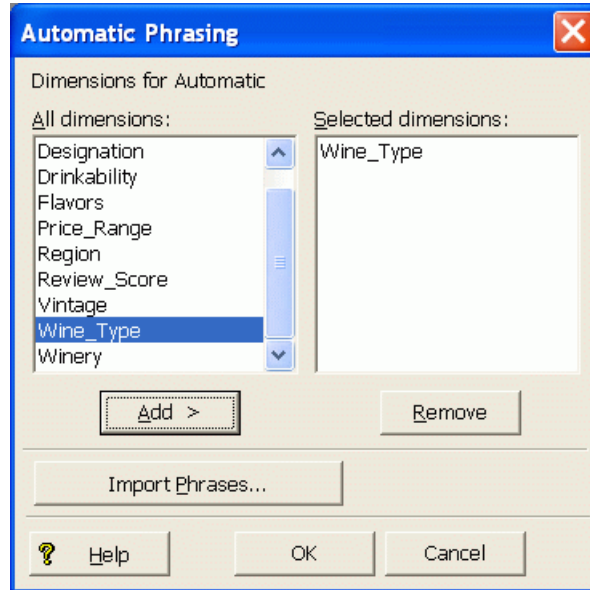 Automatic Phrasing
Dimensions for Automatic
All dimensions:
Selected dimensions:
Designation
Drinkability
Flavors
Price_Range
Region
Review_Score
Vintage
Wine_Type
Winery
Wine_Type
Add >
Remove
Import Phrases...
? Help
OK
Cancel